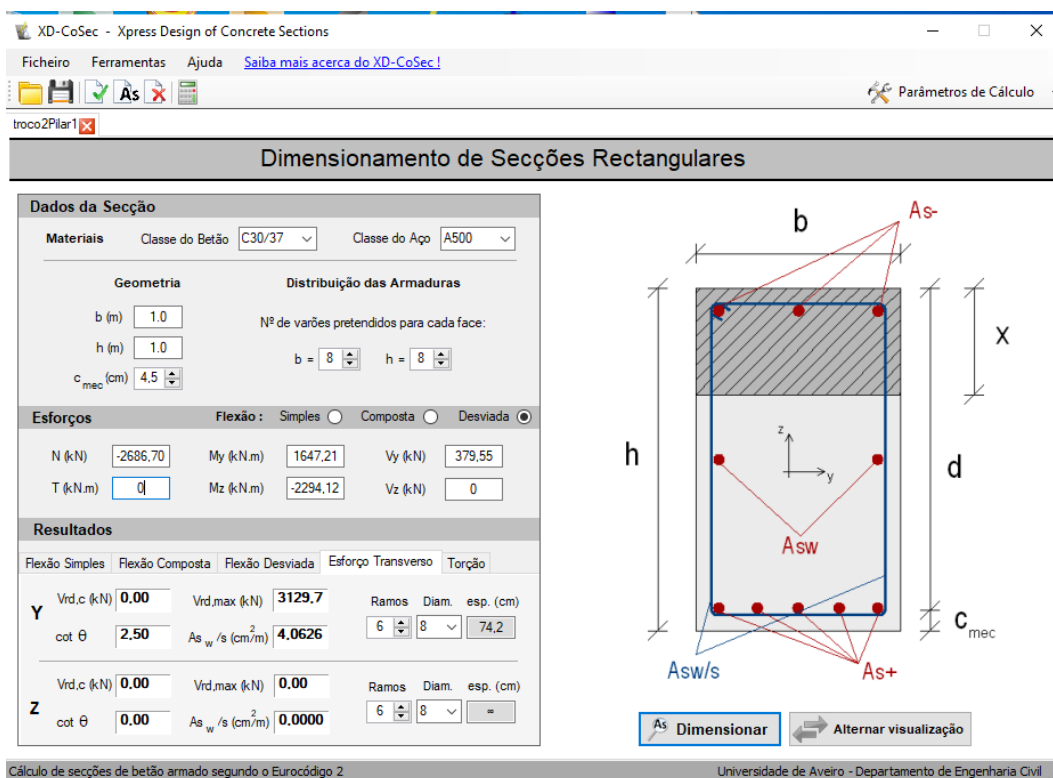 XD-CoSec - Xpress Design of Concrete Sections
Ficheiro Ferramentas Ajuda Saiba mais acerca do XD-CoSec !
As Parâmetros de Cálculo
troco2Pilar1
Dimensionamento de Secções Rectangulares
Dados da Secção
Materiais Classe do Betão C30/37 Classe do Aço A500
Geometria Distribuição das Armaduras
b (m) 1.0
Nº de varões pretendidos para cada face:
h (m) 1.0
b = 8 h = 8
c mec (cm) 4,5
Esforços Flexão : Simples Composta Desviada
N (kN) -2686,70 My (kN.m) 1647,21 Vy (kN) 379,55
T (kN.m) 0 Mz (kN.m) -2294,12 Vz (kN) 0
Resultados
Flexão Simples Flexão Composta Flexão Desviada Esforço Transverso Torção
Y
Vrd,c (kN) 0,00 Vrd,max (kN) 3129,7 Ramos Diam. esp. (cm)
cot θ 2,50 As w /s (cm2/m) 4,0626 6 8 74,2
Z
Vrd,c (kN) 0,00 Vrd,max (kN) 0,00 Ramos Diam. esp. (cm)
cot θ 0,00 As w /s (cm2/m) 0,0000 6 8 ∞
b
As-
x
h
z
y
d
Asw
c mec
Asw/s
As+
As Dimensionar Alternar visualização
Cálculo de secções de betão armado segundo o Eurocódigo 2 Universidade de Aveiro - Departamento de Engenharia Civil